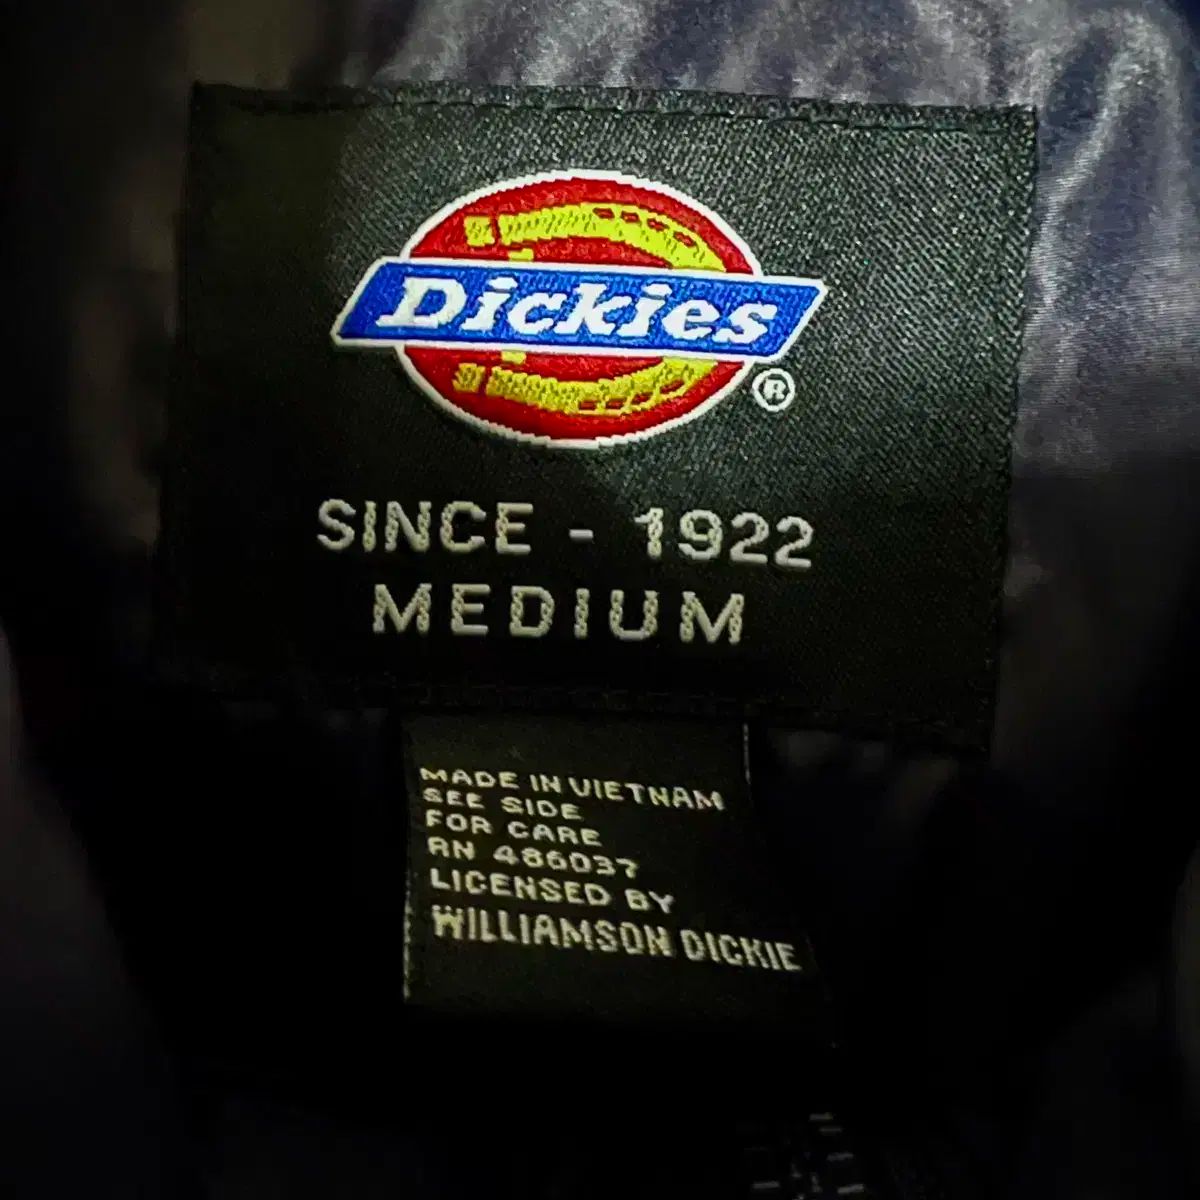 Dickies
®
SINCE - 1922
MEDIUM
MADE IN VIETNAM
SEE SIDE
FOR CARE
RN 486037
LICENSED BY
WILLIAMSON DICKIE